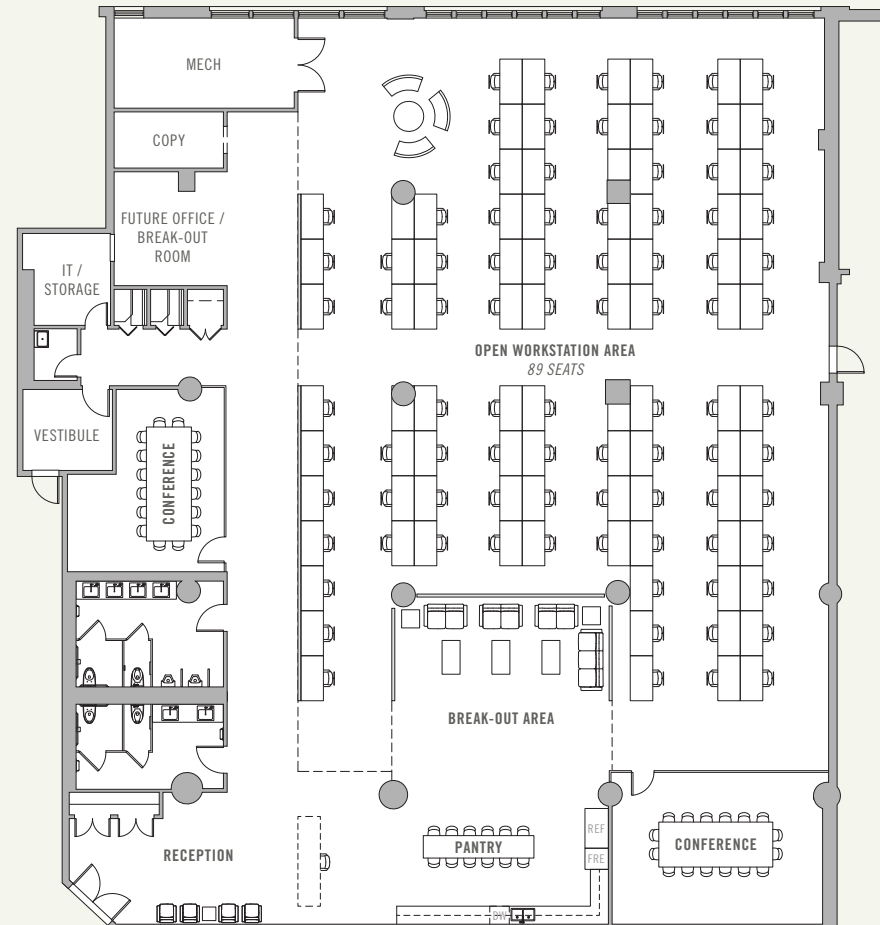 MECH
COPY
FUTURE OFFICE /
BREAK-OUT
ROOM
IT /
STORAGE
OPEN WORKSTATION AREA
89 SEATS
VESTIBULE
CONFERENCE
BREAK-OUT AREA
REF
PANTRY
CONFERENCE
FRE
RECEPTION
DW